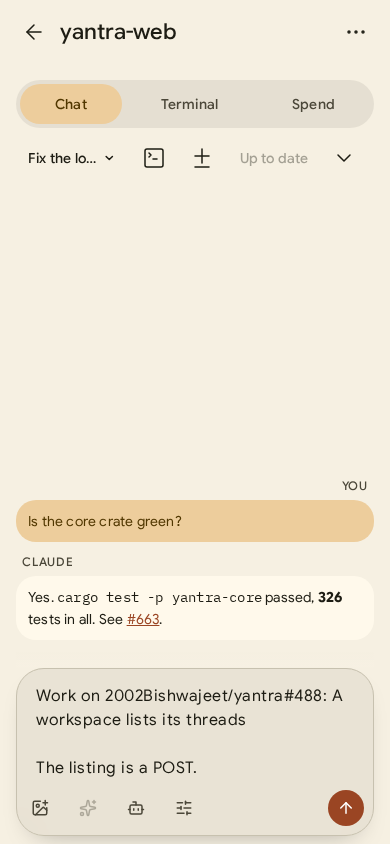 yantra-web
Chat
Terminal
Spend
Fix the lo...
Up to date
YOU
Is the core crate green?
CLAUDE
Yes. cargo test -p yantra-core passed, 326
tests in all. See #663.
Work on 2002Bishwajeet/yantra#488: A
workspace lists its threads
The listing is a POST.